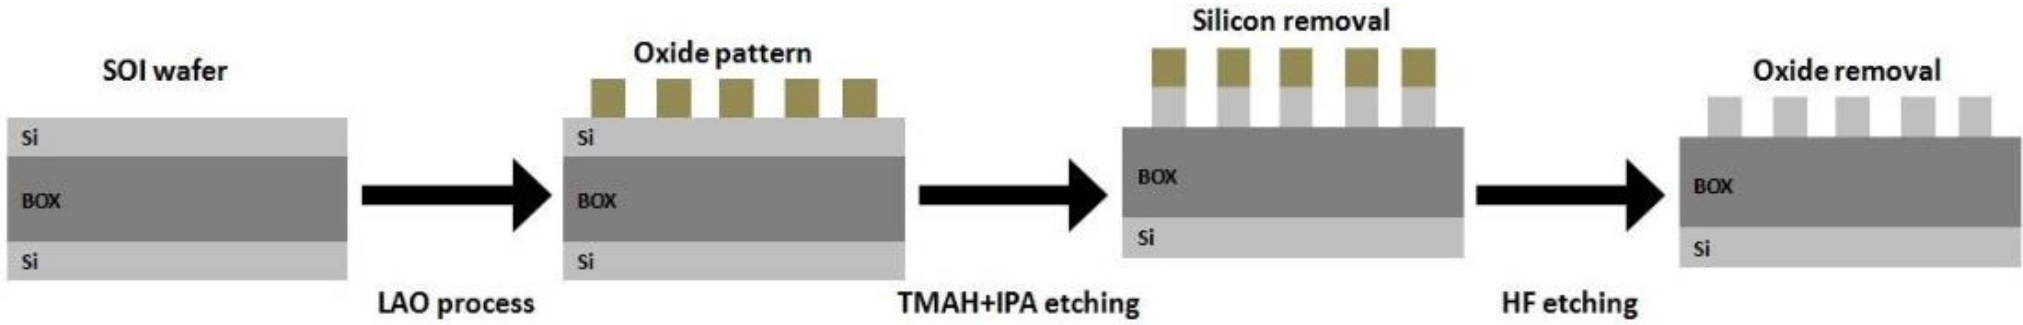 SOI wafer
Si
BOX
Si
LAO process
Oxide pattern
Si
BOX
Si
TMAH+IPA etching
Silicon removal
BOX
Si
HF etching
Oxide removal
BOX
Si